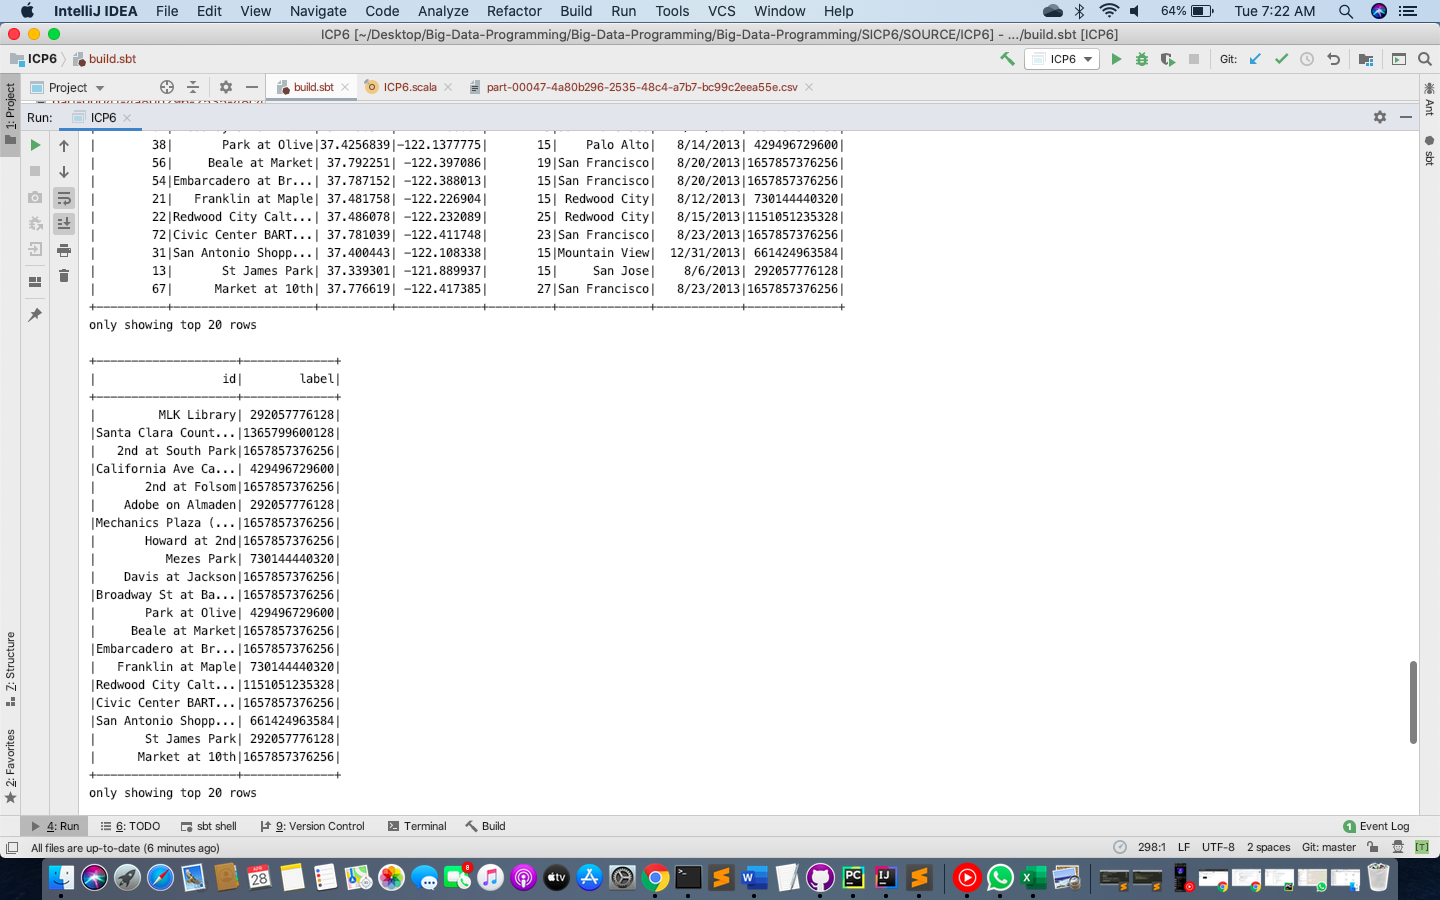 IntelliJ IDEA File Edit View Navigate Code Analyze Refactor Build Run Tools VCS Window Help 64% Tue 7:22 AM
ICP6 [~/Desktop/Big-Data-Programming/Big-Data-Programming/Big-Data-Programming/SICP6/SOURCE/ICP6] - .../build.sbt [ICP6]
ICP6 build.sbt ICP6 Git:
Project build.sbt ICP6.scala part-00047-4a80b296-2535-48c4-a7b7-bc99c2eea55e.csv
Run: ICP6
1: Project
Ant
sbt
| 38| Park at Olive|37.4256839|-122.1377775| 15| Palo Alto| 8/14/2013| 429496729600|
| 56| Beale at Market| 37.792251| -122.397086| 19|San Francisco| 8/20/2013|1657857376256|
| 54|Embarcadero at Br...| 37.787152| -122.388013| 15|San Francisco| 8/20/2013|1657857376256|
| 21| Franklin at Maple| 37.481758| -122.226904| 15| Redwood City| 8/12/2013| 730144440320|
| 22|Redwood City Calt...| 37.486078| -122.232089| 25| Redwood City| 8/15/2013|1151051235328|
| 72|Civic Center BART...| 37.781039| -122.411748| 23|San Francisco| 8/23/2013|1657857376256|
| 31|San Antonio Shopp...| 37.400443| -122.108338| 15|Mountain View| 12/31/2013| 661424963584|
| 13| St James Park| 37.339301| -121.889937| 15| San Jose| 8/6/2013| 292057776128|
| 67| Market at 10th| 37.776619| -122.417385| 27|San Francisco| 8/23/2013|1657857376256|
+----------+--------------------+----------+------------+---------+-------------+------------+-------------+
only showing top 20 rows
+--------------------+-------------+
| id| label|
+--------------------+-------------+
| MLK Library| 292057776128|
|Santa Clara Count...|1365799600128|
| 2nd at South Park|1657857376256|
|California Ave Ca...| 429496729600|
| 2nd at Folsom|1657857376256|
| Adobe on Almaden| 292057776128|
|Mechanics Plaza (...|1657857376256|
| Howard at 2nd|1657857376256|
| Mezes Park| 730144440320|
| Davis at Jackson|1657857376256|
|Broadway St at Ba...|1657857376256|
| Park at Olive| 429496729600|
| Beale at Market|1657857376256|
|Embarcadero at Br...|1657857376256|
| Franklin at Maple| 730144440320|
|Redwood City Calt...|1151051235328|
|Civic Center BART...|1657857376256|
|San Antonio Shopp...| 661424963584|
| St James Park| 292057776128|
| Market at 10th|1657857376256|
+--------------------+-------------+
only showing top 20 rows
7: Structure
2: Favorites
4: Run 6: TODO sbt shell 9: Version Control Terminal Build 1 Event Log
All files are up-to-date (6 minutes ago) 298:1 LF UTF-8 2 spaces Git: master [T]
28 8 tv W PC IJ X